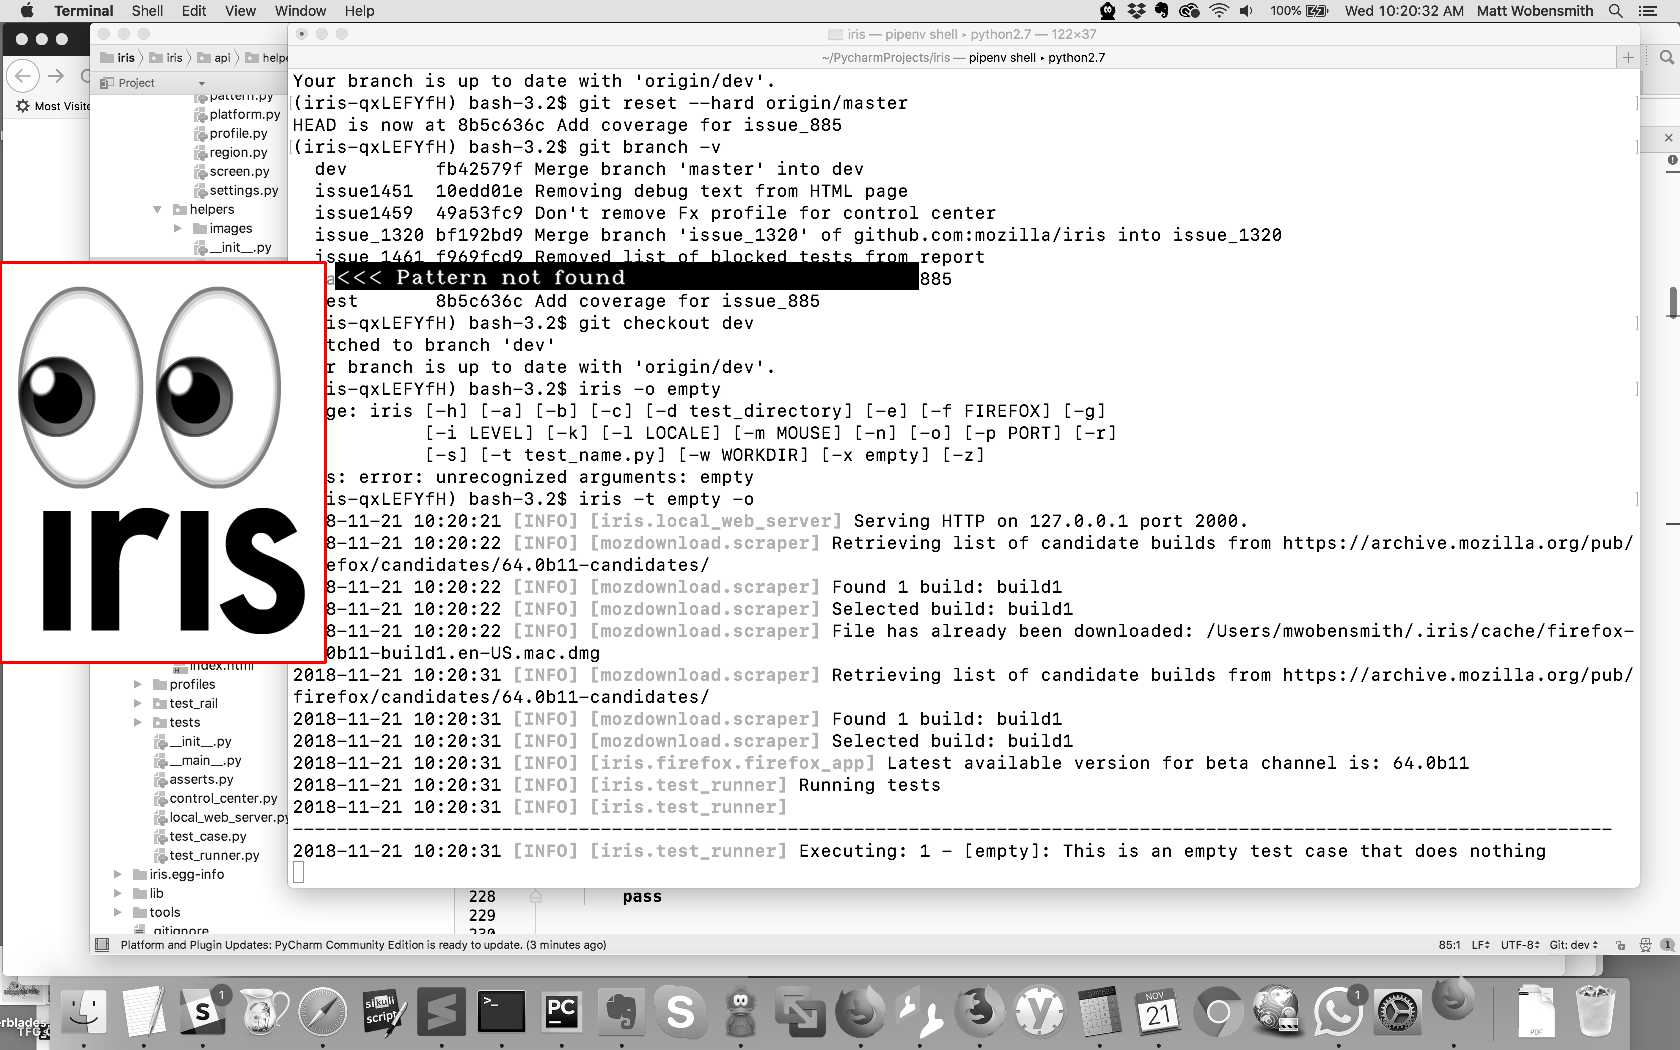 Terminal Shell Edit View Window Help
100% Wed 10:20:32 AM Matt Wobensmith
iris — pipenv shell ▸ python2.7 — 122×37
~/PycharmProjects/iris — pipenv shell ▸ python2.7
iris iris api
Project
Most Visite
pattern.py
platform.py
profile.py
region.py
screen.py
settings.py
helpers
images
__init__.py
Your branch is up to date with 'origin/dev'.
(iris-qxLEFYfH) bash-3.2$ git reset --hard origin/master
HEAD is now at 8b5c636c Add coverage for issue_885
(iris-qxLEFYfH) bash-3.2$ git branch -v
dev fb42579f Merge branch 'master' into dev
issue1451 10edd01e Removing debug text from HTML page
issue1459 49a53fc9 Don't remove Fx profile for control center
issue_1320 bf192bd9 Merge branch 'issue_1320' of github.com:mozilla/iris into issue_1320
issue_1461 f969fcd9 Removed list of blocked tests from report
<<< Pattern not found 885
est 8b5c636c Add coverage for issue_885
is-qxLEFYfH) bash-3.2$ git checkout dev
tched to branch 'dev'
r branch is up to date with 'origin/dev'.
is-qxLEFYfH) bash-3.2$ iris -o empty
ge: iris [-h] [-a] [-b] [-c] [-d test_directory] [-e] [-f FIREFOX] [-g]
[-i LEVEL] [-k] [-l LOCALE] [-m MOUSE] [-n] [-o] [-p PORT] [-r]
[-s] [-t test_name.py] [-w WORKDIR] [-x empty] [-z]
s: error: unrecognized arguments: empty
is-qxLEFYfH) bash-3.2$ iris -t empty -o
8-11-21 10:20:21 [INFO] [iris.local_web_server] Serving HTTP on 127.0.0.1 port 2000.
8-11-21 10:20:22 [INFO] [mozdownload.scraper] Retrieving list of candidate builds from https://archive.mozilla.org/pub/
efox/candidates/64.0b11-candidates/
8-11-21 10:20:22 [INFO] [mozdownload.scraper] Found 1 build: build1
8-11-21 10:20:22 [INFO] [mozdownload.scraper] Selected build: build1
8-11-21 10:20:22 [INFO] [mozdownload.scraper] File has already been downloaded: /Users/mwobensmith/.iris/cache/firefox-
0b11-build1.en-US.mac.dmg
2018-11-21 10:20:31 [INFO] [mozdownload.scraper] Retrieving list of candidate builds from https://archive.mozilla.org/pub/
firefox/candidates/64.0b11-candidates/
2018-11-21 10:20:31 [INFO] [mozdownload.scraper] Found 1 build: build1
2018-11-21 10:20:31 [INFO] [mozdownload.scraper] Selected build: build1
2018-11-21 10:20:31 [INFO] [iris.firefox.firefox_app] Latest available version for beta channel is: 64.0b11
2018-11-21 10:20:31 [INFO] [iris.test_runner] Running tests
2018-11-21 10:20:31 [INFO] [iris.test_runner]
2018-11-21 10:20:31 [INFO] [iris.test_runner] Executing: 1 - [empty]: This is an empty test case that does nothing
iris
index.html
profiles
test_rail
tests
__init__.py
__main__.py
asserts.py
control_center.py
local_web_server.py
test_case.py
test_runner.py
iris.egg-info
lib
tools
.gitignore
228 pass
229
230
Platform and Plugin Updates: PyCharm Community Edition is ready to update. (3 minutes ago)
85:1 LF UTF-8 Git: dev 1
erblades
TFG
S 1
sikuli
script
>_
PC
S
NOV
21
1
PDF